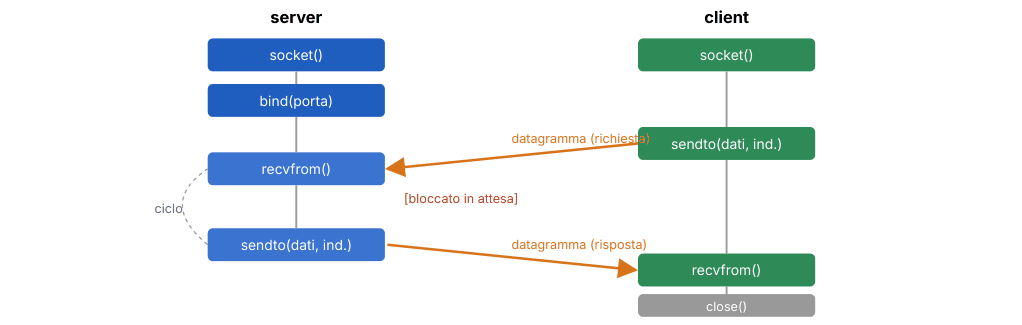 server
client
socket()
socket()
bind(porta)
datagramma (richiesta)
sendto(dati, ind.)
recvfrom()
[bloccato in attesa]
ciclo
sendto(dati, ind.)
datagramma (risposta)
recvfrom()
close()